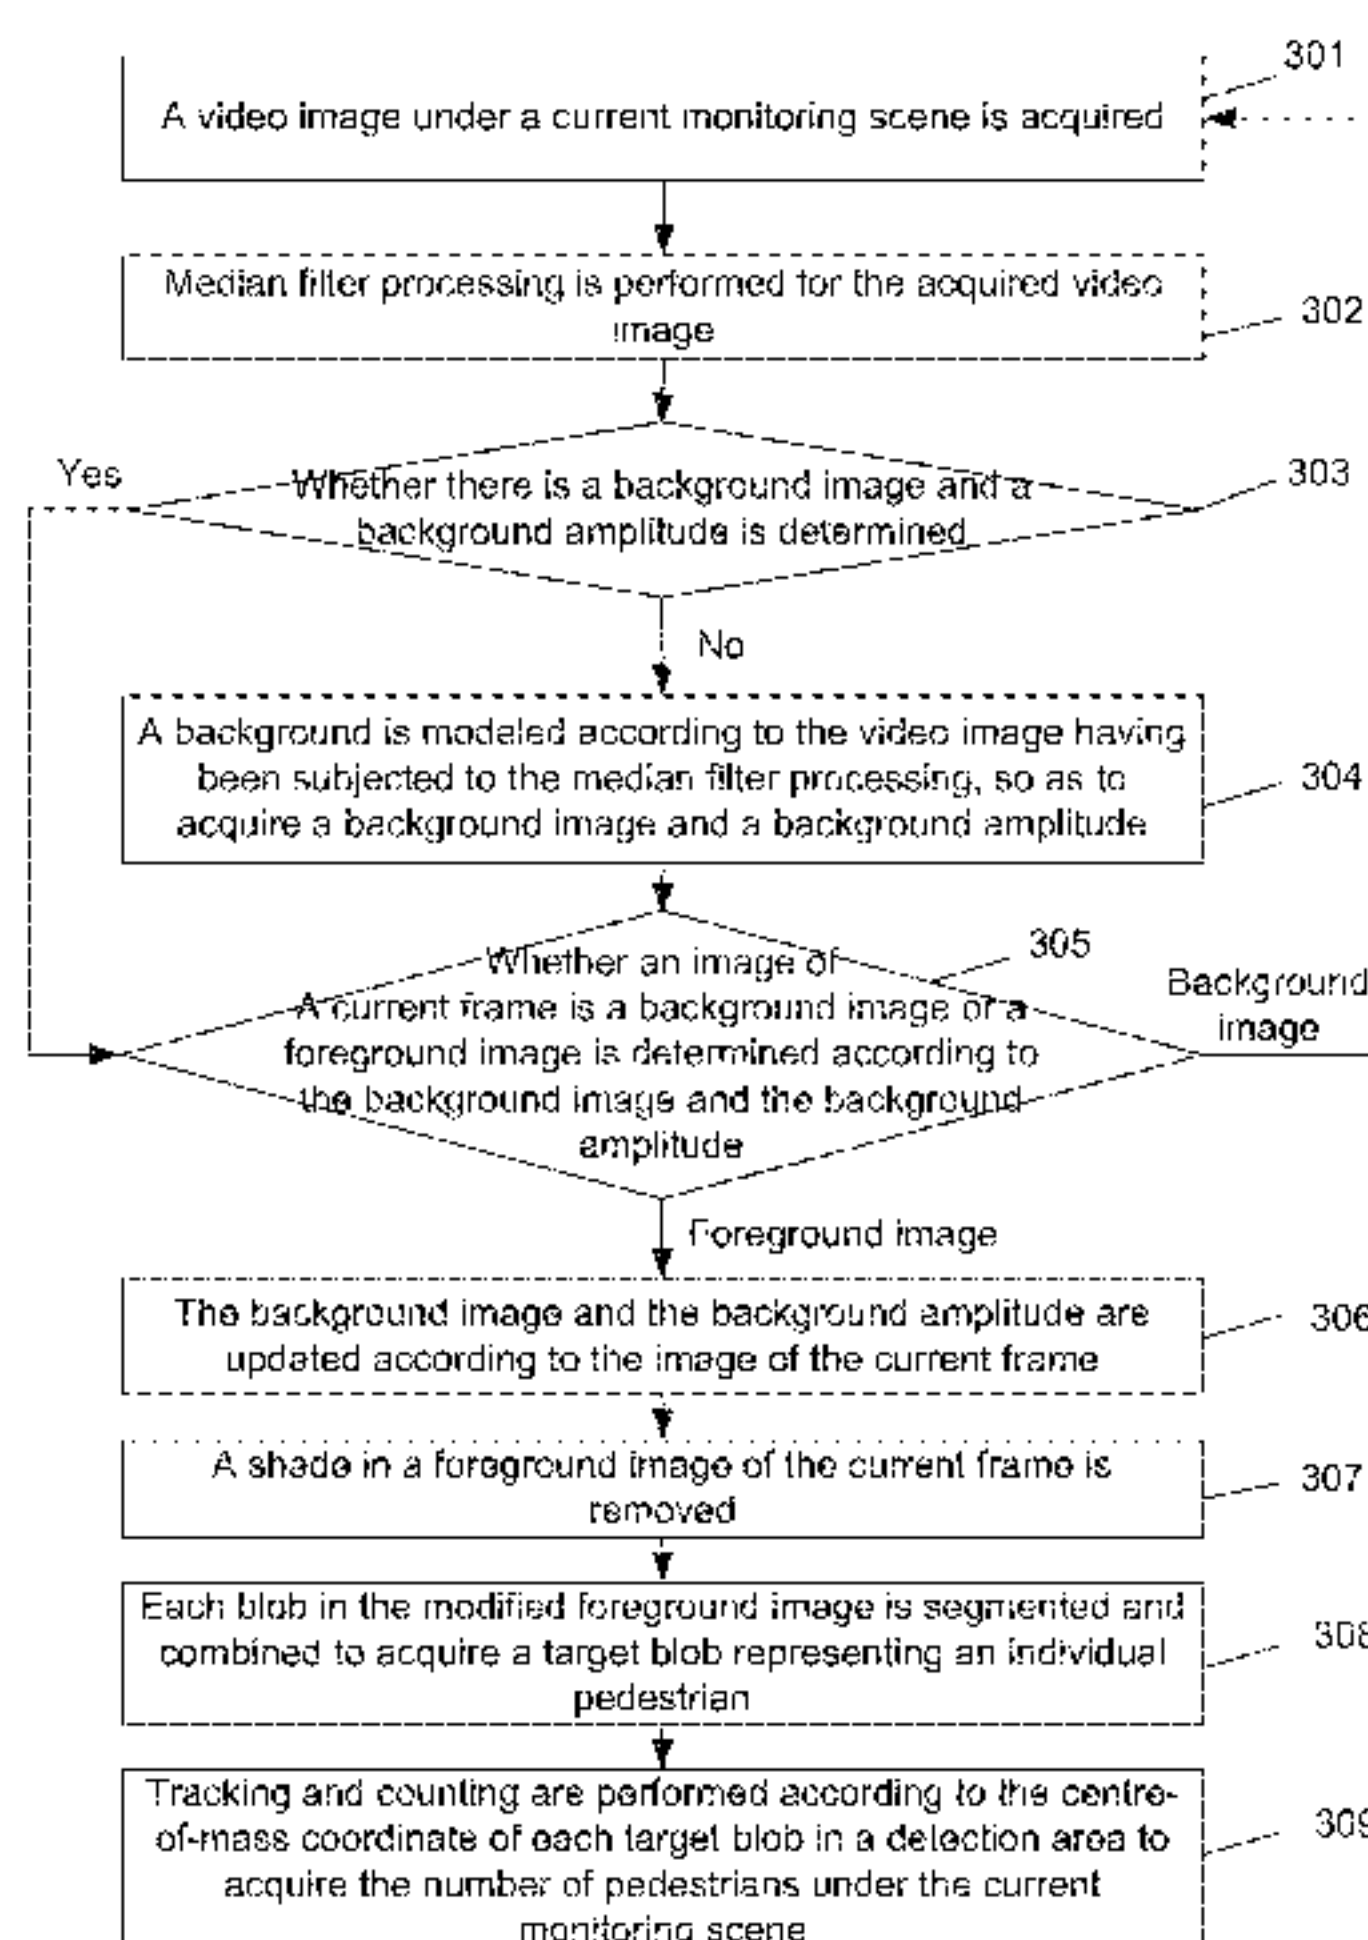 301
A video image under a current monitoring scene is acquired
Median filter processing is performed for the acquired video
image
302
Yes
Whether there is a background image and a
background amplitude is determined
303
No
A background is modeled according to the video image having
been subjected to the median filter processing, so as to
acquire a background image and a background amplitude
304
Whether an image of
A current frame is a background image or a
foreground image is determined according to
the background image and the background
amplitude
305
Background
image
Foreground image
The background image and the background amplitude are
updated according to the image of the current frame
306
A shade in a foreground image of the current frame is
removed
307
Each blob in the modified foreground image is segmented and
combined to acquire a target blob representing an individual
pedestrian
308
Tracking and counting are performed according to the centre-
of-mass coordinate of each target blob in a detection area to
acquire the number of pedestrians under the current
monitoring scene
309